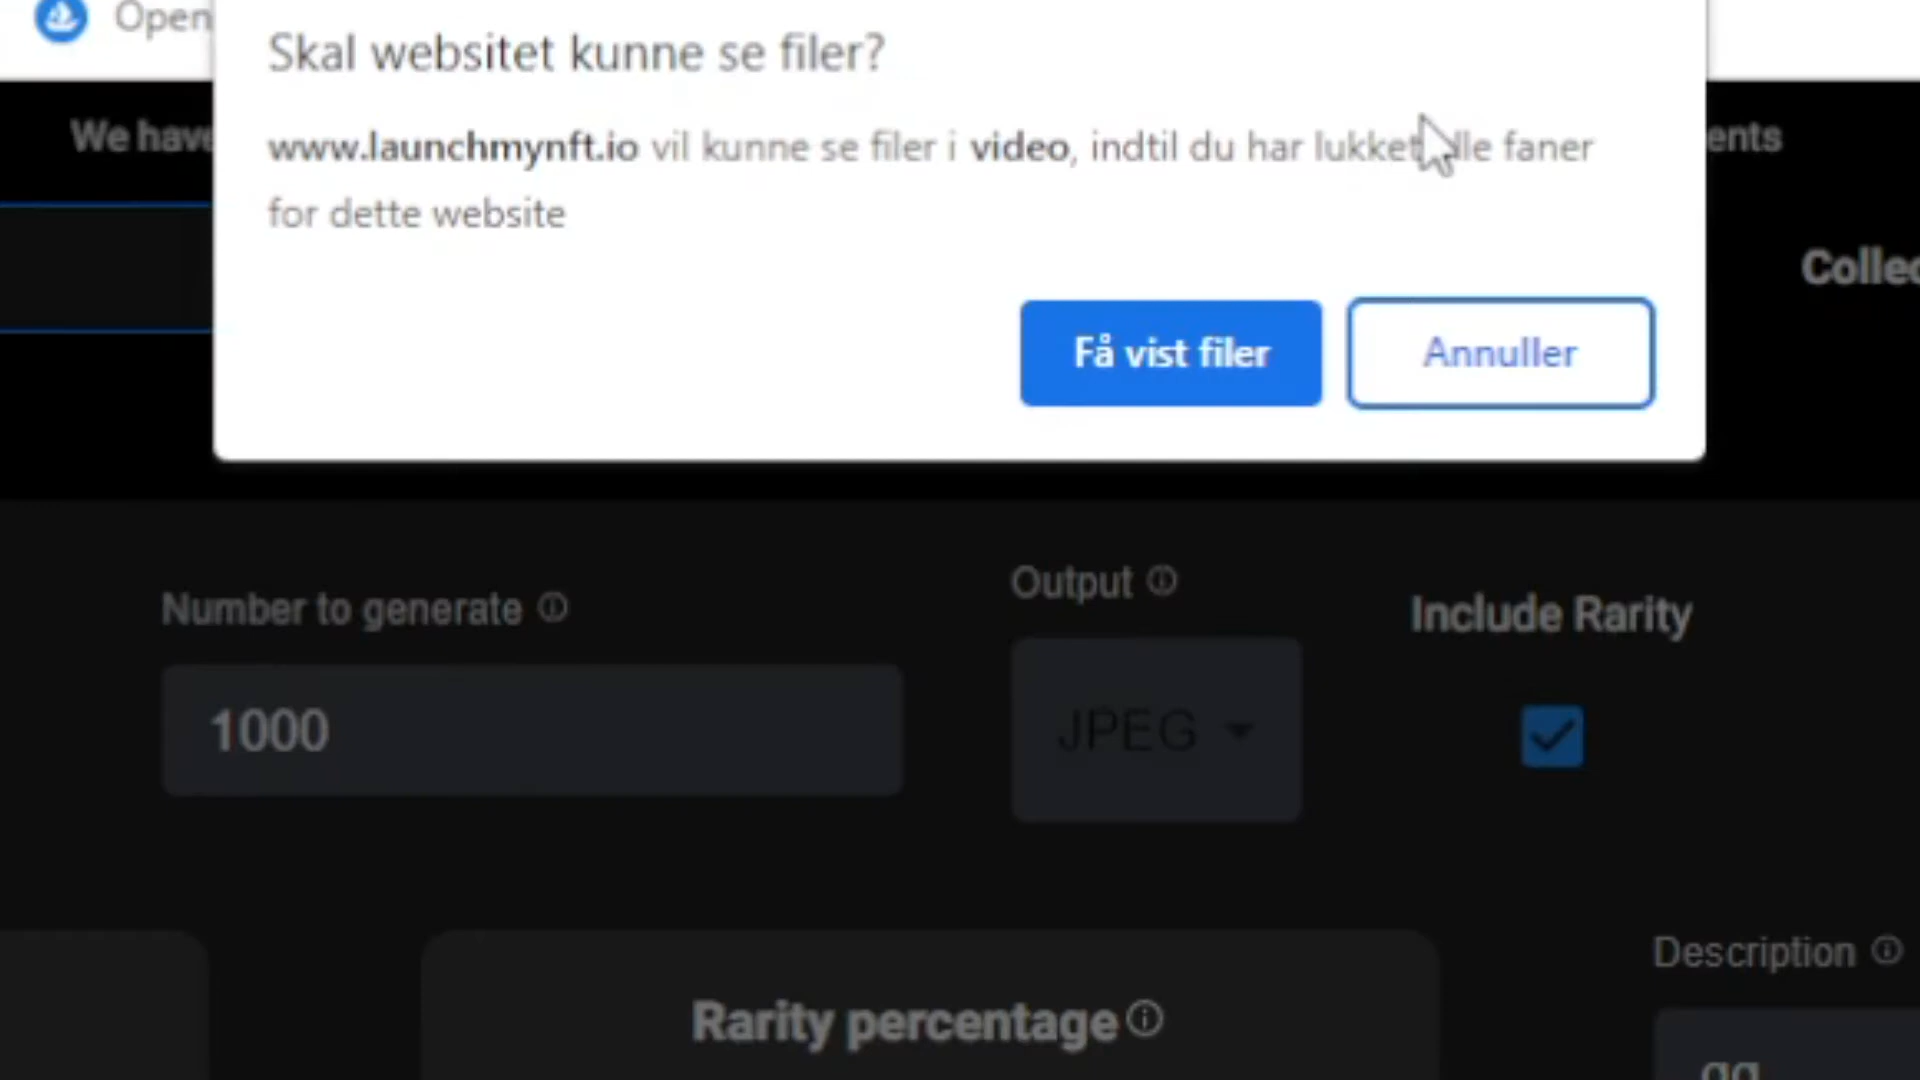 Open
Skal websitet kunne se filer?
We have
www.launchmynft.io vil kunne se filer i video, indtil du har lukket alle faner
ents
for dette website
Collec
Få vist filer
Annuller
Number to generate
Output
Include Rarity
1000
JPEG
Rarity percentage
Description
gg